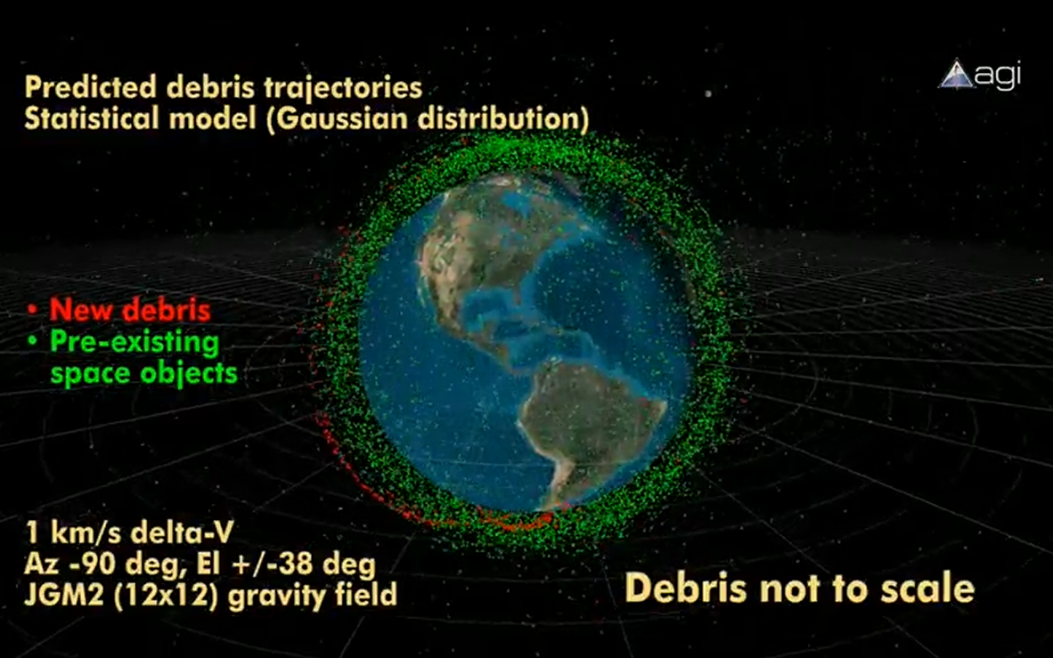 Predicted debris trajectories
Statistical model (Gaussian distribution)
agi
• New debris
• Pre-existing
space objects
1 km/s delta-V
Az -90 deg, El +/-38 deg
JGM2 (12x12) gravity field
Debris not to scale